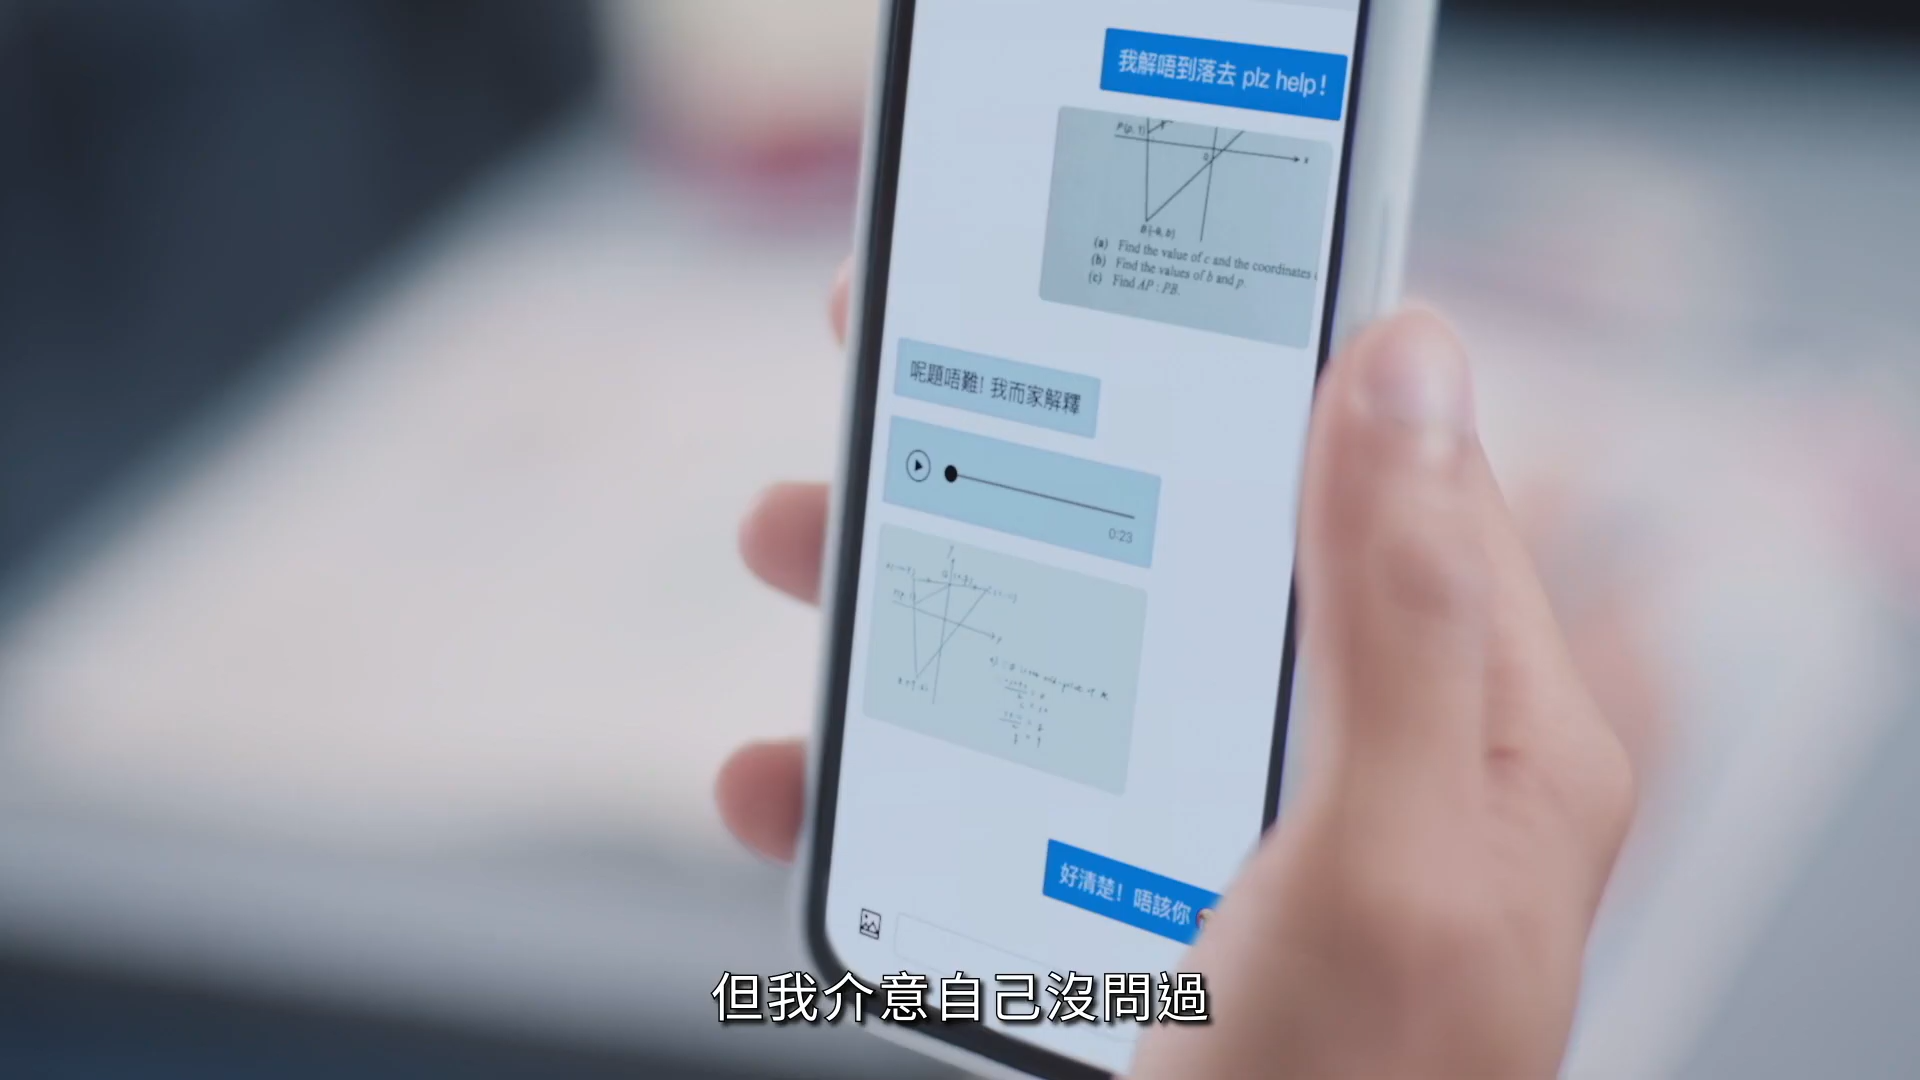 我解唔到落去 plz help!
P(p, 1)
x
B(-9, b)
(a) Find the value of c and the coordinates
(b) Find the values of b and p.
(c) Find AP : PB.
呢題唔難! 我而家解釋
0:23
y
好清楚! 唔該你
但我介意自己沒問過